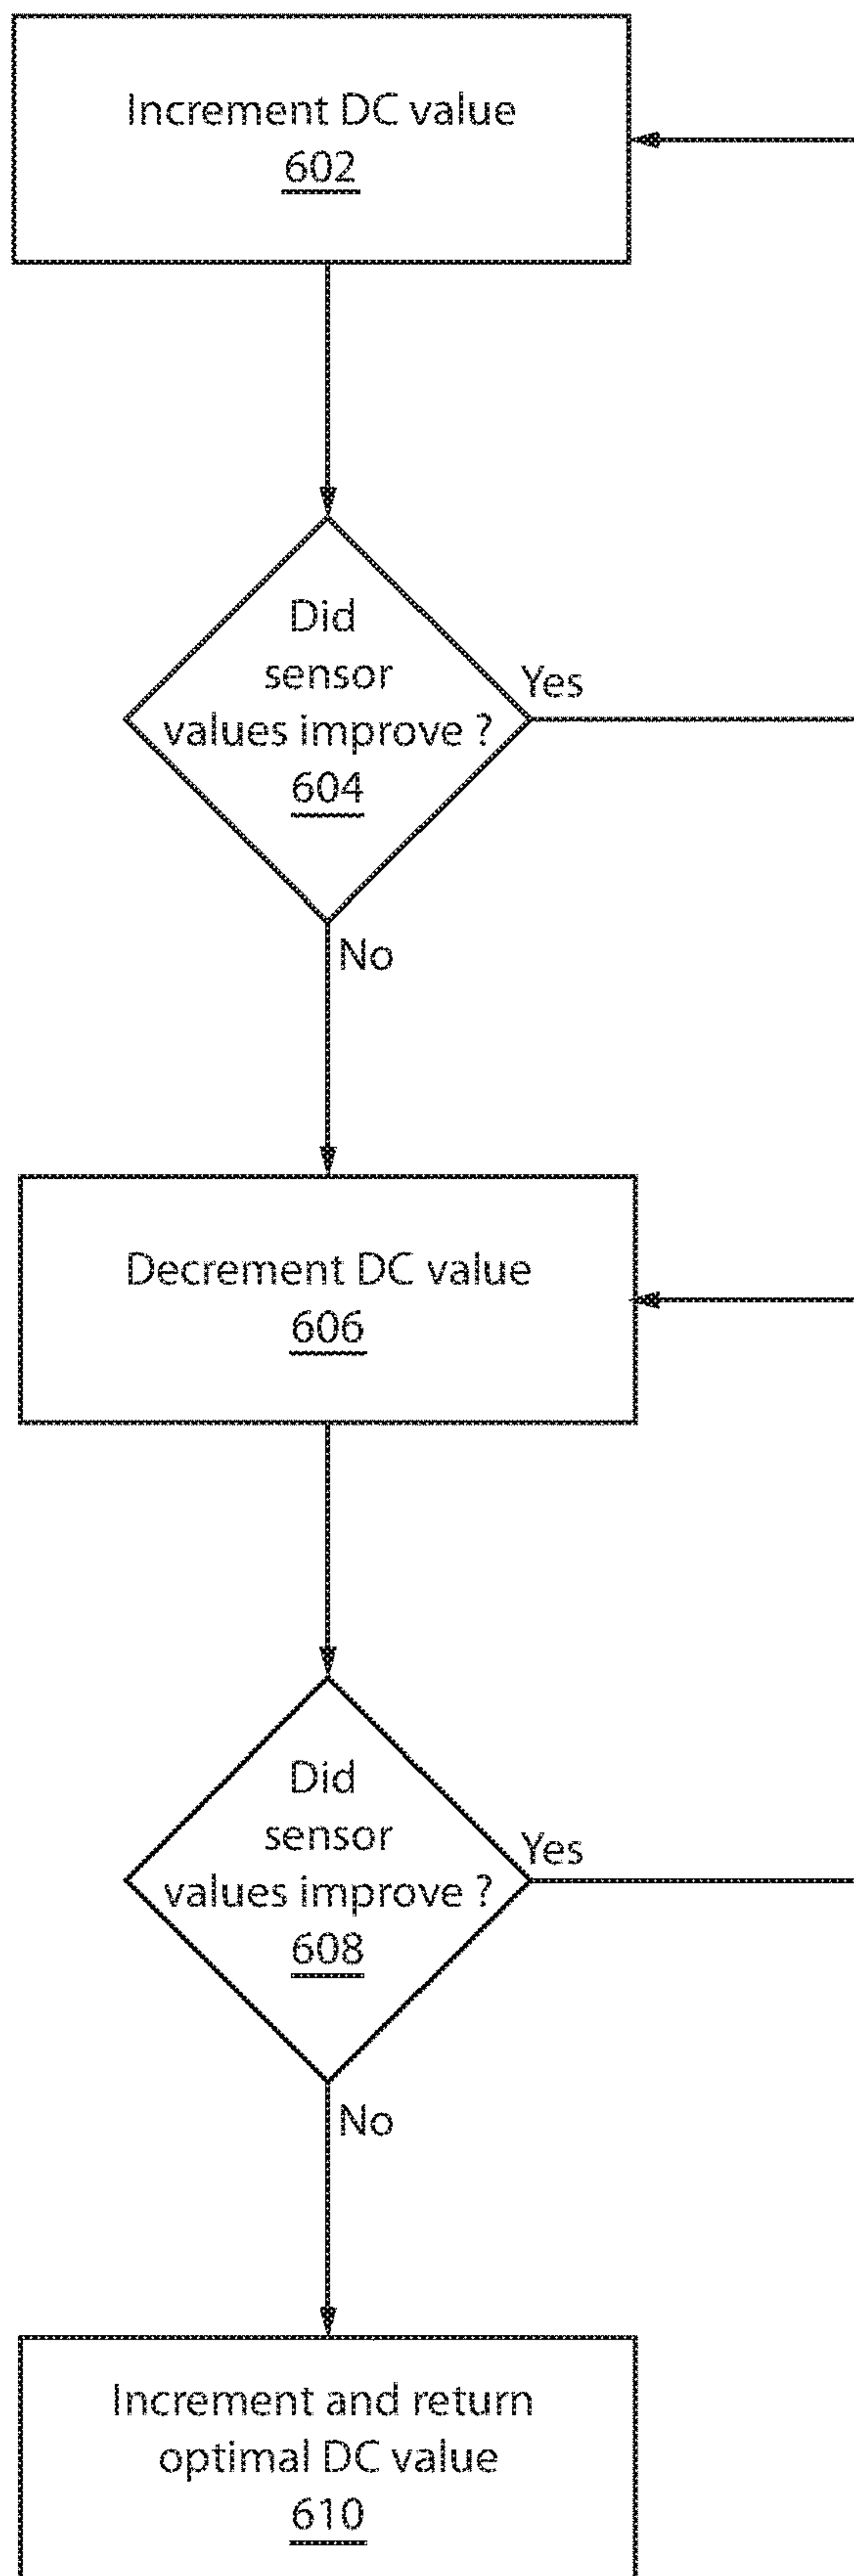 Increment DC value
602
Did
sensor
values improve ?
604
Yes
No
Decrement DC value
606
Did
sensor
values improve ?
608
Yes
No
Increment and return
optimal DC value
610